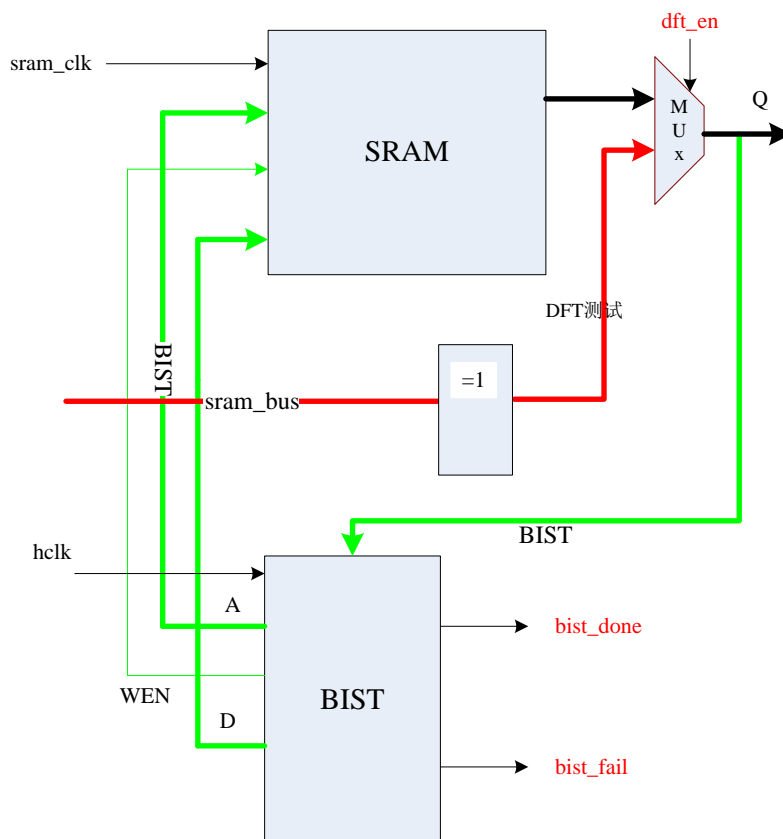 dft_en
sram_clk
M
U
x
Q
SRAM
DFT测试
BIST
=1
sram_bus
BIST
hclk
A
bist_done
WEN
BIST
D
bist_fail